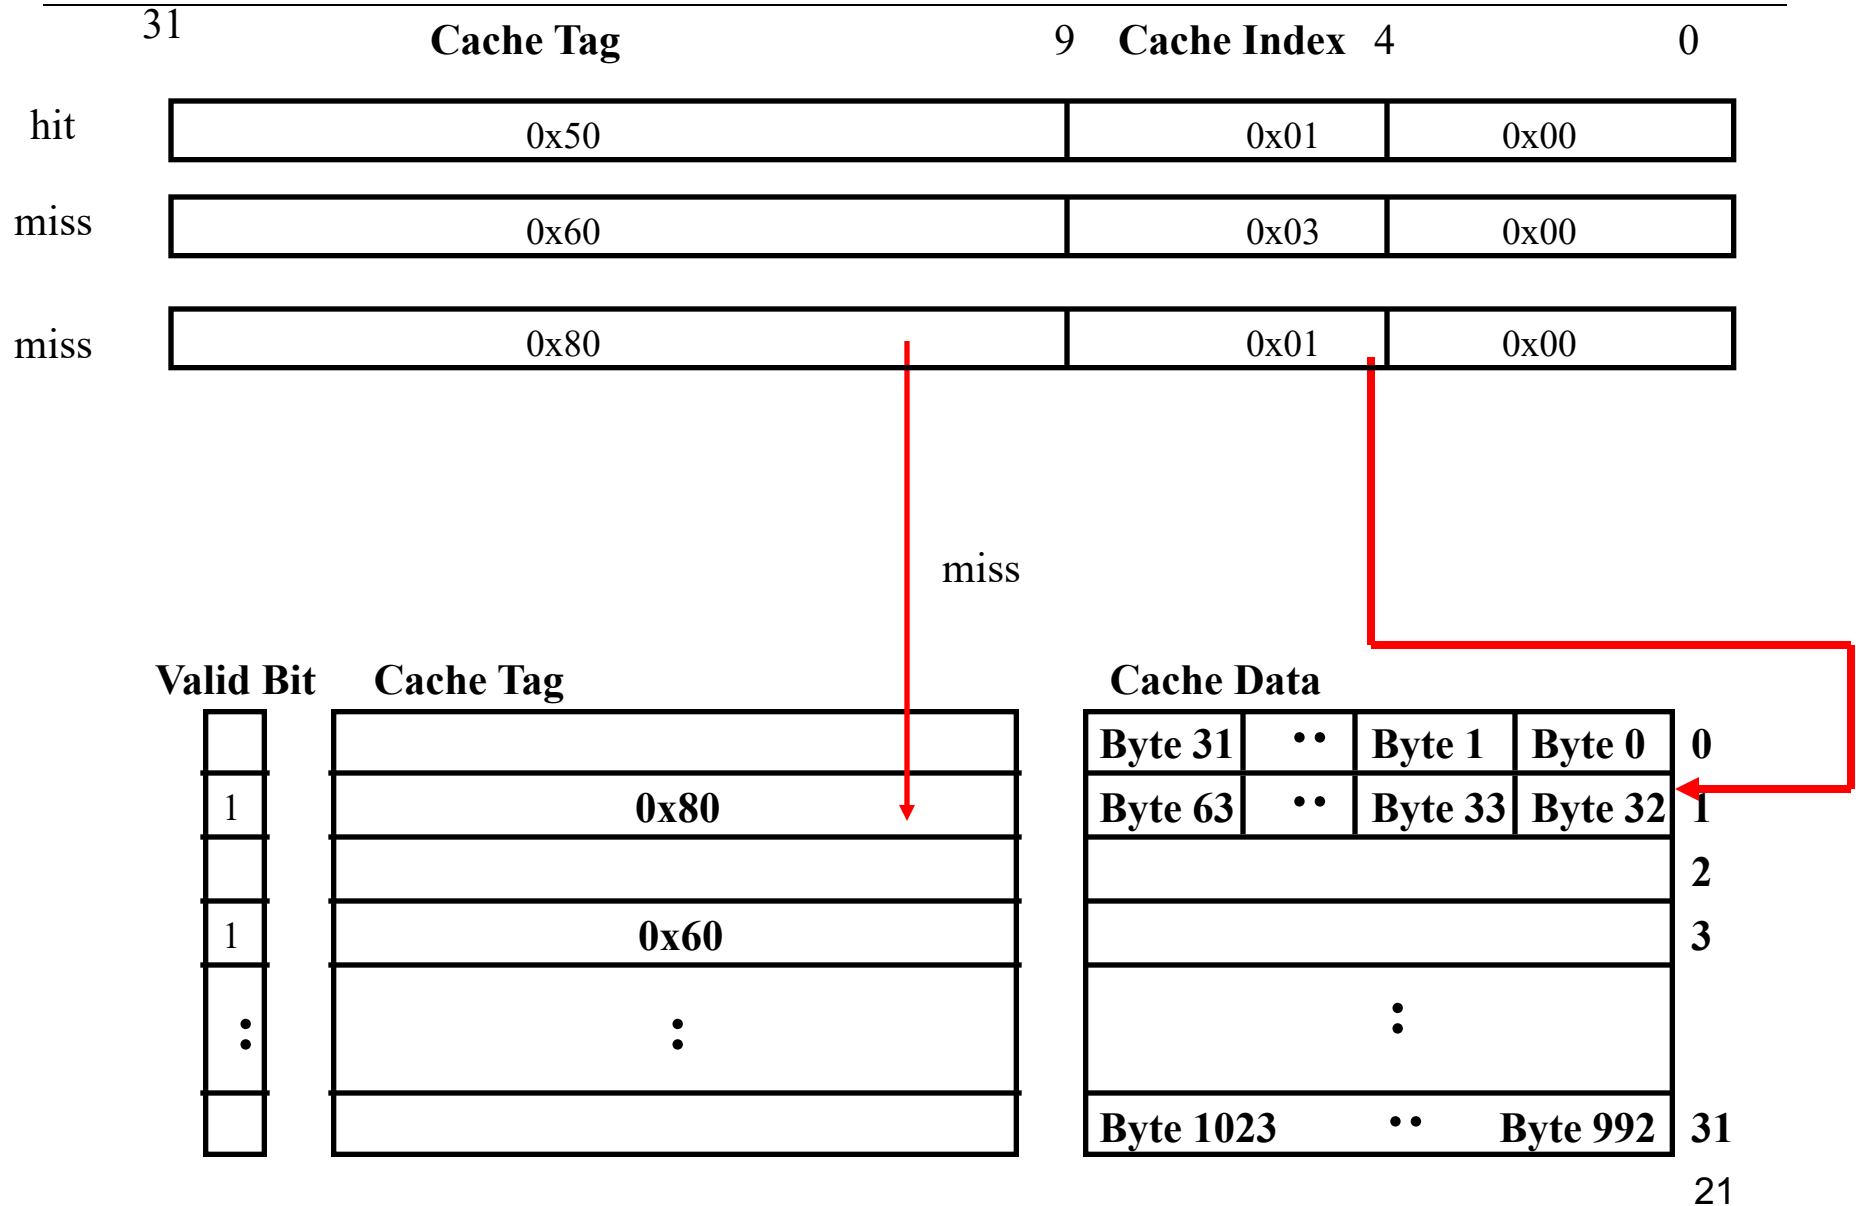 31 Cache Tag 9 Cache Index 4 0
hit 0x50 0x01 0x00
miss 0x60 0x03 0x00
miss 0x80 0x01 0x00
miss
Valid Bit Cache Tag Cache Data
Byte 31 ·· Byte 1 Byte 0 0
1 0x80 Byte 63 ·· Byte 33 Byte 32 1
2
1 0x60 3
: : :
Byte 1023 ·· Byte 992 31
21